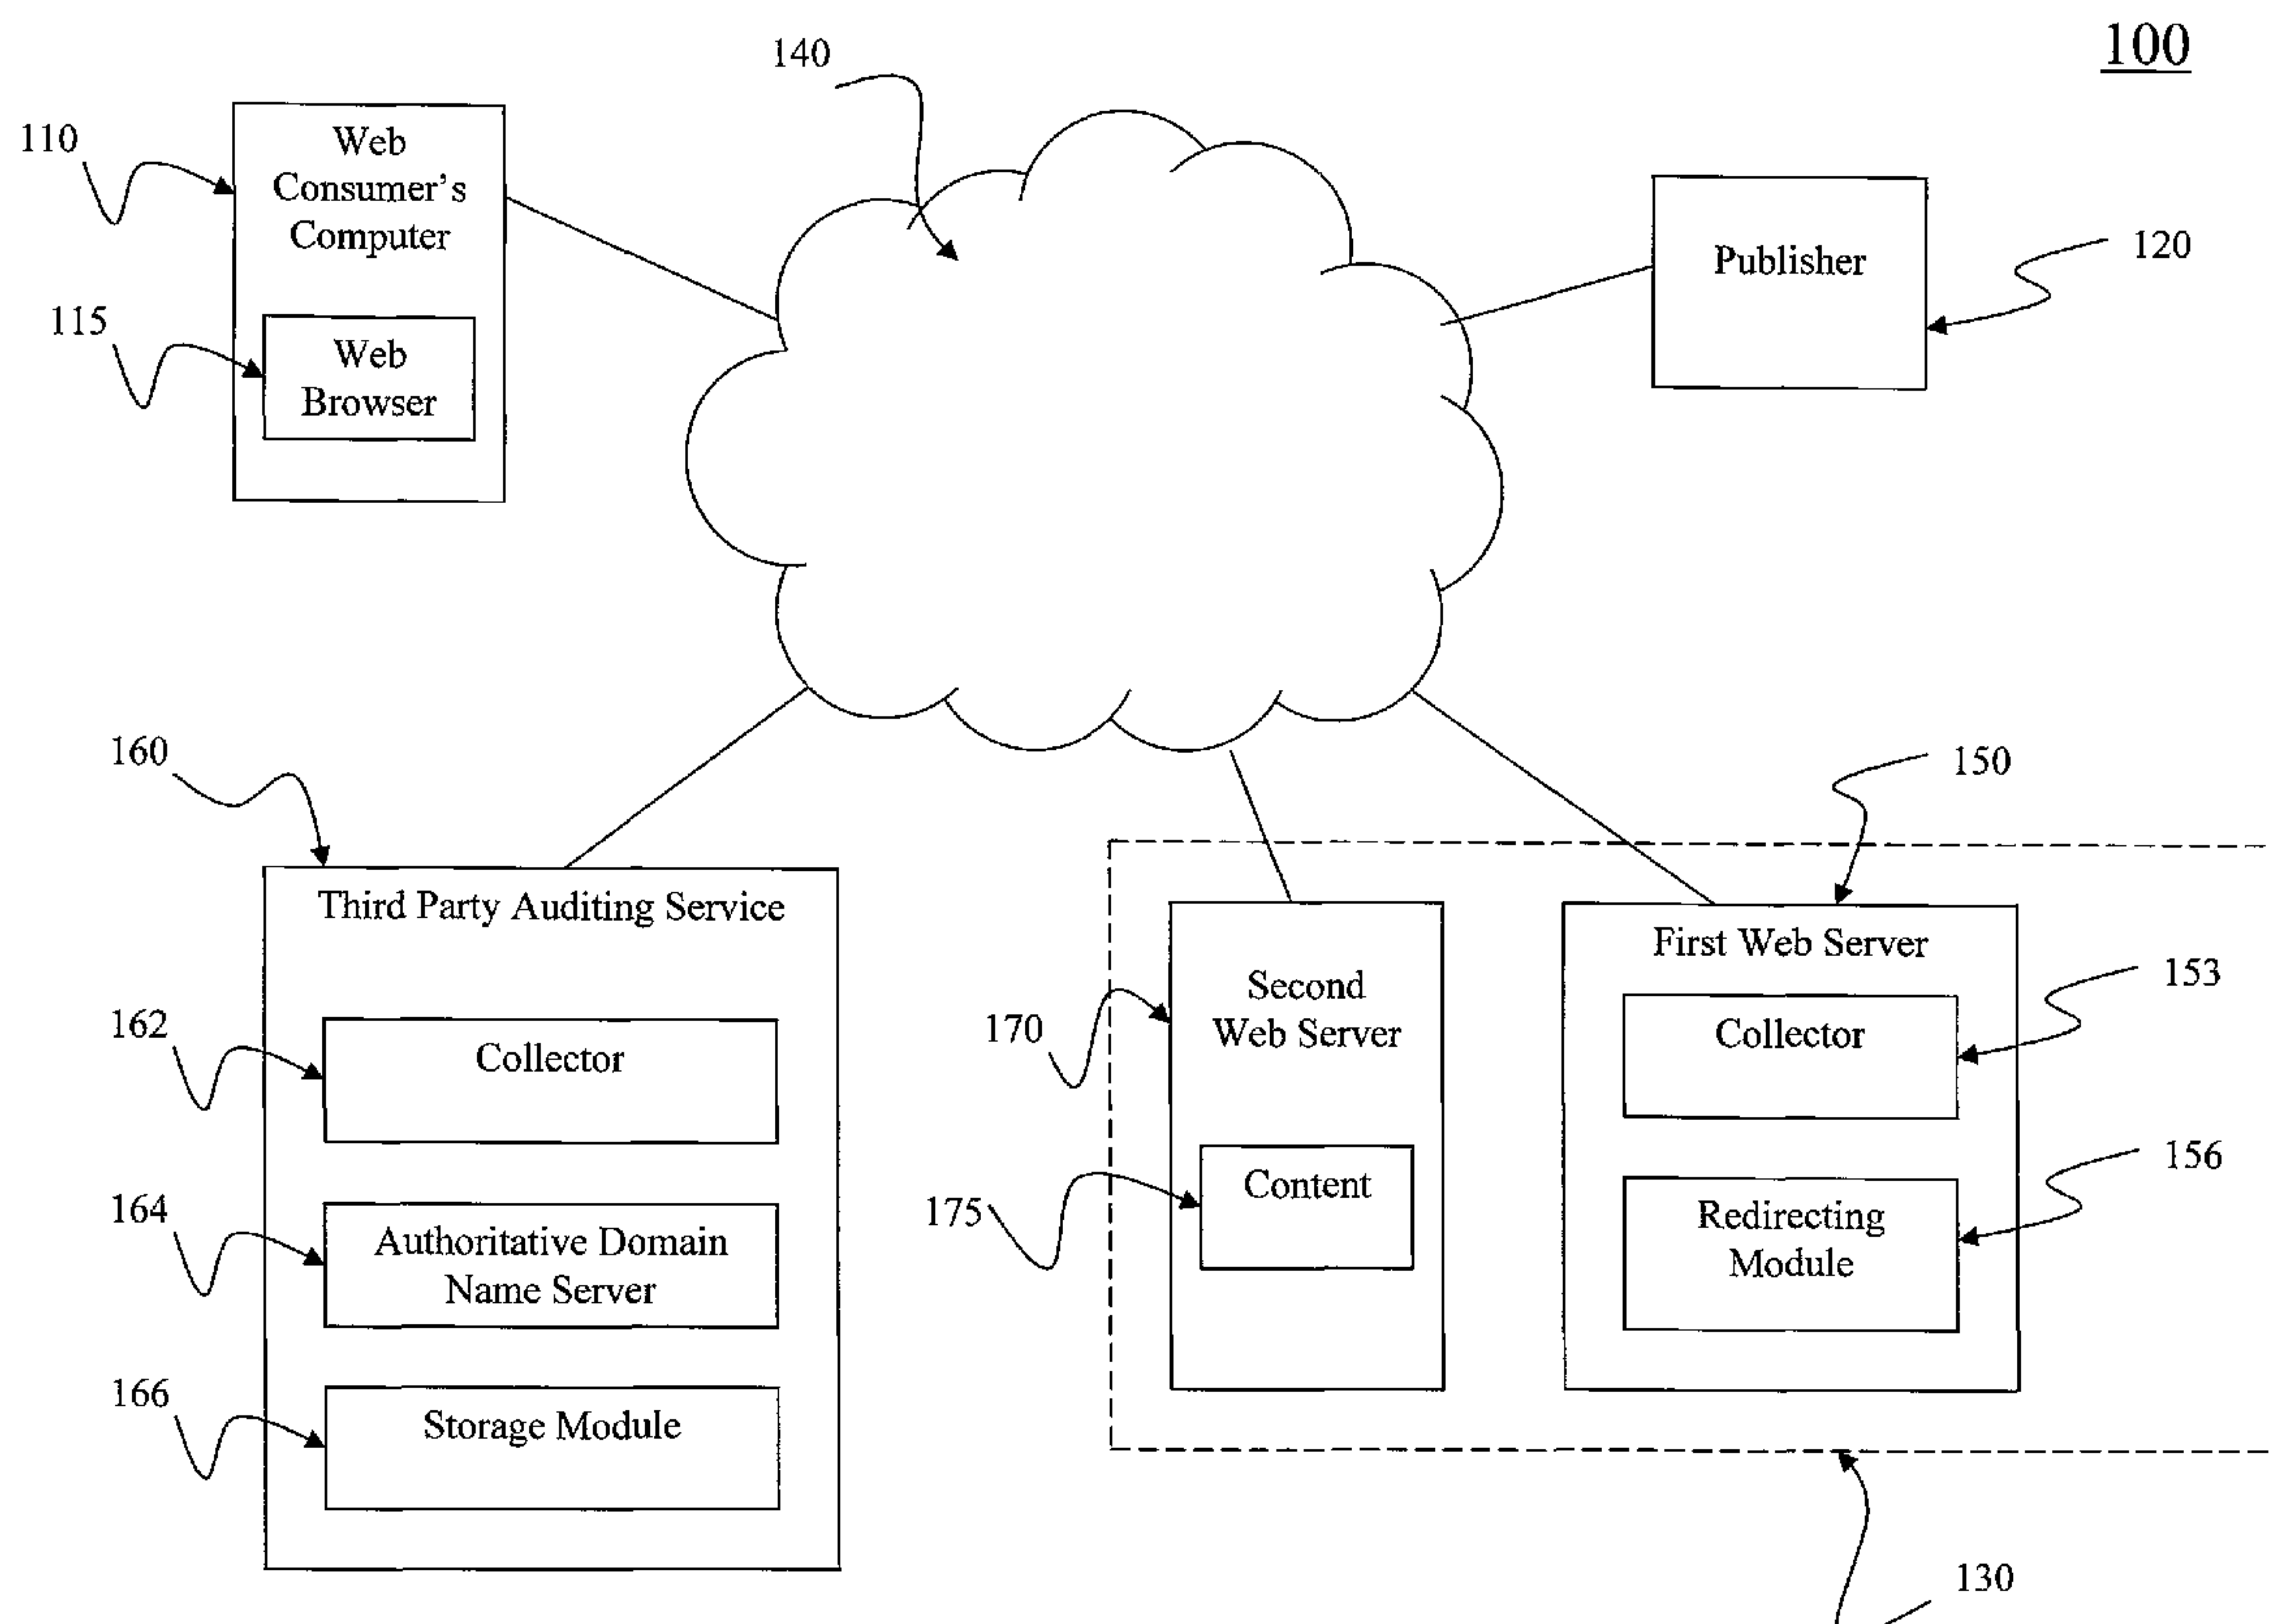 100
140
110
Web
Consumer's
Computer
115
Web
Browser
Publisher
120
160
Third Party Auditing Service
162
Collector
164
Authoritative Domain
Name Server
166
Storage Module
150
170
Second
Web Server
175
Content
First Web Server
153
Collector
156
Redirecting
Module
130